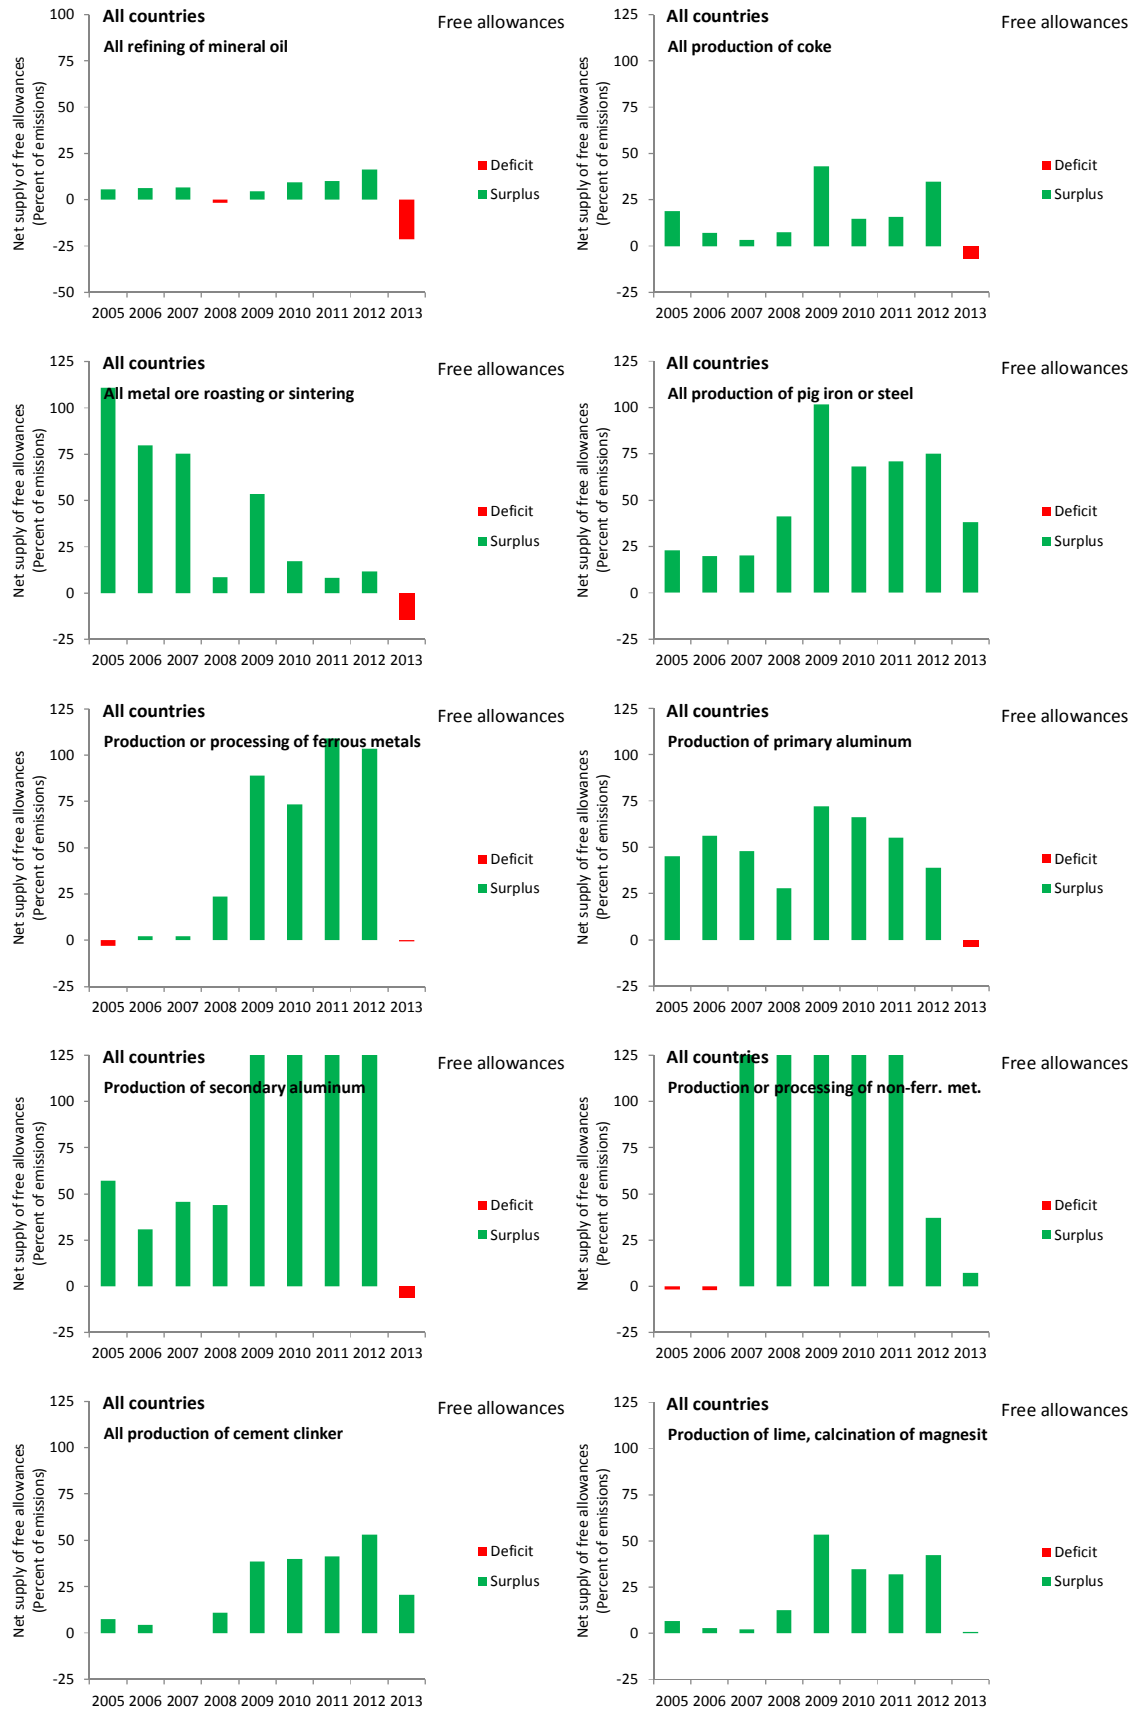 All countries
Free allowances
All refining of mineral oil
Net supply of free allowances
(Percent of emissions)
100
75
50
25
0
-25
-50
Deficit
Surplus
2005 2006 2007 2008 2009 2010 2011 2012 2013
All countries
Free allowances
All production of coke
Net supply of free allowances
(Percent of emissions)
125
100
75
50
25
0
-25
Deficit
Surplus
2005 2006 2007 2008 2009 2010 2011 2012 2013
All countries
Free allowances
All metal ore roasting or sintering
Net supply of free allowances
(Percent of emissions)
125
100
75
50
25
0
-25
Deficit
Surplus
2005 2006 2007 2008 2009 2010 2011 2012 2013
All countries
Free allowances
All production of pig iron or steel
Net supply of free allowances
(Percent of emissions)
125
100
75
50
25
0
-25
Deficit
Surplus
2005 2006 2007 2008 2009 2010 2011 2012 2013
All countries
Free allowances
Production or processing of ferrous metals
Net supply of free allowances
(Percent of emissions)
125
100
75
50
25
0
-25
Deficit
Surplus
2005 2006 2007 2008 2009 2010 2011 2012 2013
All countries
Free allowances
Production of primary aluminum
Net supply of free allowances
(Percent of emissions)
125
100
75
50
25
0
-25
Deficit
Surplus
2005 2006 2007 2008 2009 2010 2011 2012 2013
All countries
Free allowances
Production of secondary aluminum
Net supply of free allowances
(Percent of emissions)
125
100
75
50
25
0
-25
Deficit
Surplus
2005 2006 2007 2008 2009 2010 2011 2012 2013
All countries
Free allowances
Production or processing of non-ferr. met.
Net supply of free allowances
(Percent of emissions)
125
100
75
50
25
0
-25
Deficit
Surplus
2005 2006 2007 2008 2009 2010 2011 2012 2013
All countries
Free allowances
All production of cement clinker
Net supply of free allowances
(Percent of emissions)
125
100
75
50
25
0
-25
Deficit
Surplus
2005 2006 2007 2008 2009 2010 2011 2012 2013
All countries
Free allowances
Production of lime, calcination of magnesit
Net supply of free allowances
(Percent of emissions)
125
100
75
50
25
0
-25
Deficit
Surplus
2005 2006 2007 2008 2009 2010 2011 2012 2013